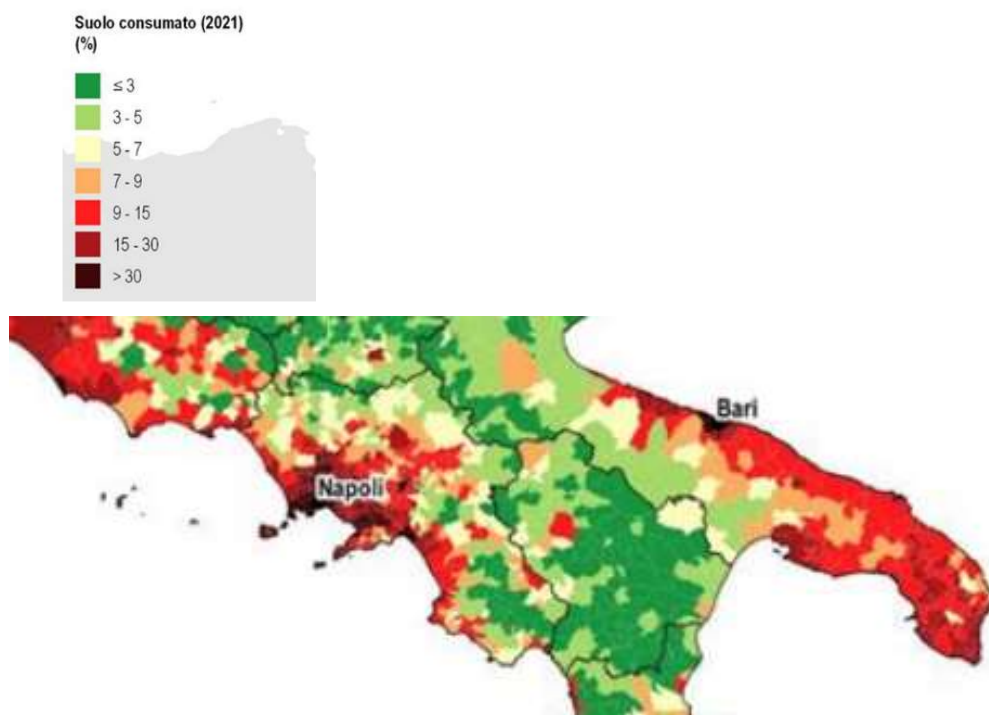 Suolo consumato (2021)
(%)
≤ 3
3 - 5
5 - 7
7 - 9
9 - 15
15 - 30
> 30
Bari
Napoli